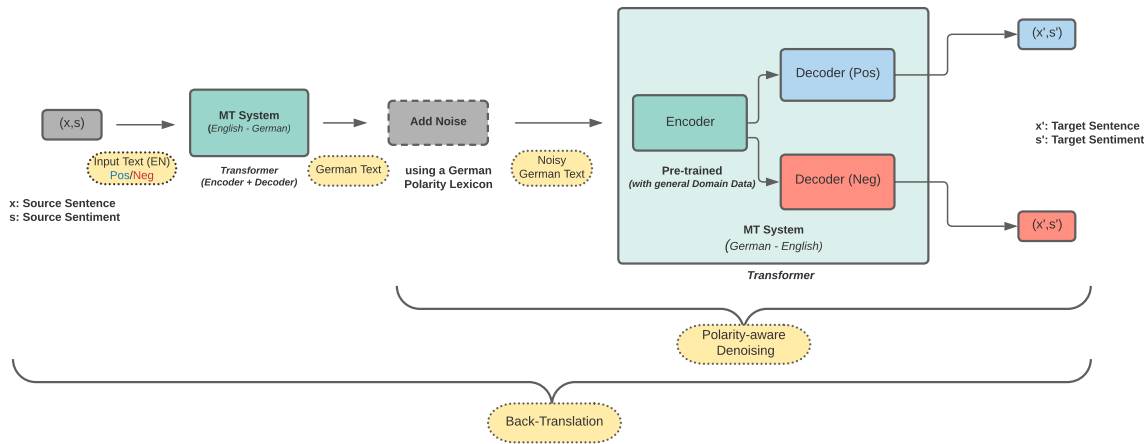 (x,s)
Input Text (EN)
Pos/Neg
x: Source Sentence
s: Source Sentiment
MT System
(English - German)
Transformer
(Encoder + Decoder)
German Text
Add Noise
using a German
Polarity Lexicon
Noisy
German Text
Encoder
Pre-trained
(with general Domain Data)
Decoder (Pos)
Decoder (Neg)
MT System
(German - English)
Transformer
(x',s')
x': Target Sentence
s': Target Sentiment
(x',s')
Polarity-aware
Denoising
Back-Translation